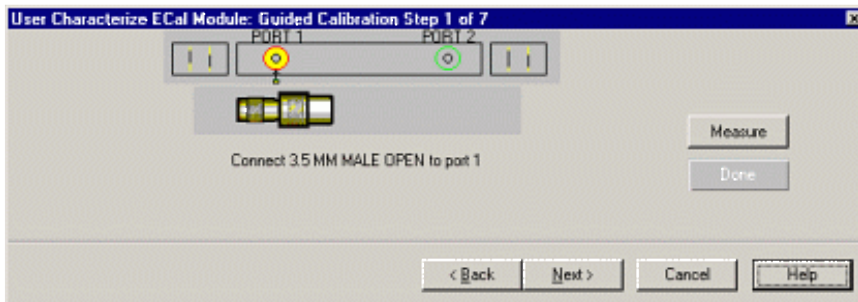 User Characterize ECal Module: Guided Calibration Step 1 of 7
PORT 1 PORT 2
Connect 3.5 MM MALE OPEN to port 1
Measure
Done
< Back Next > Cancel Help